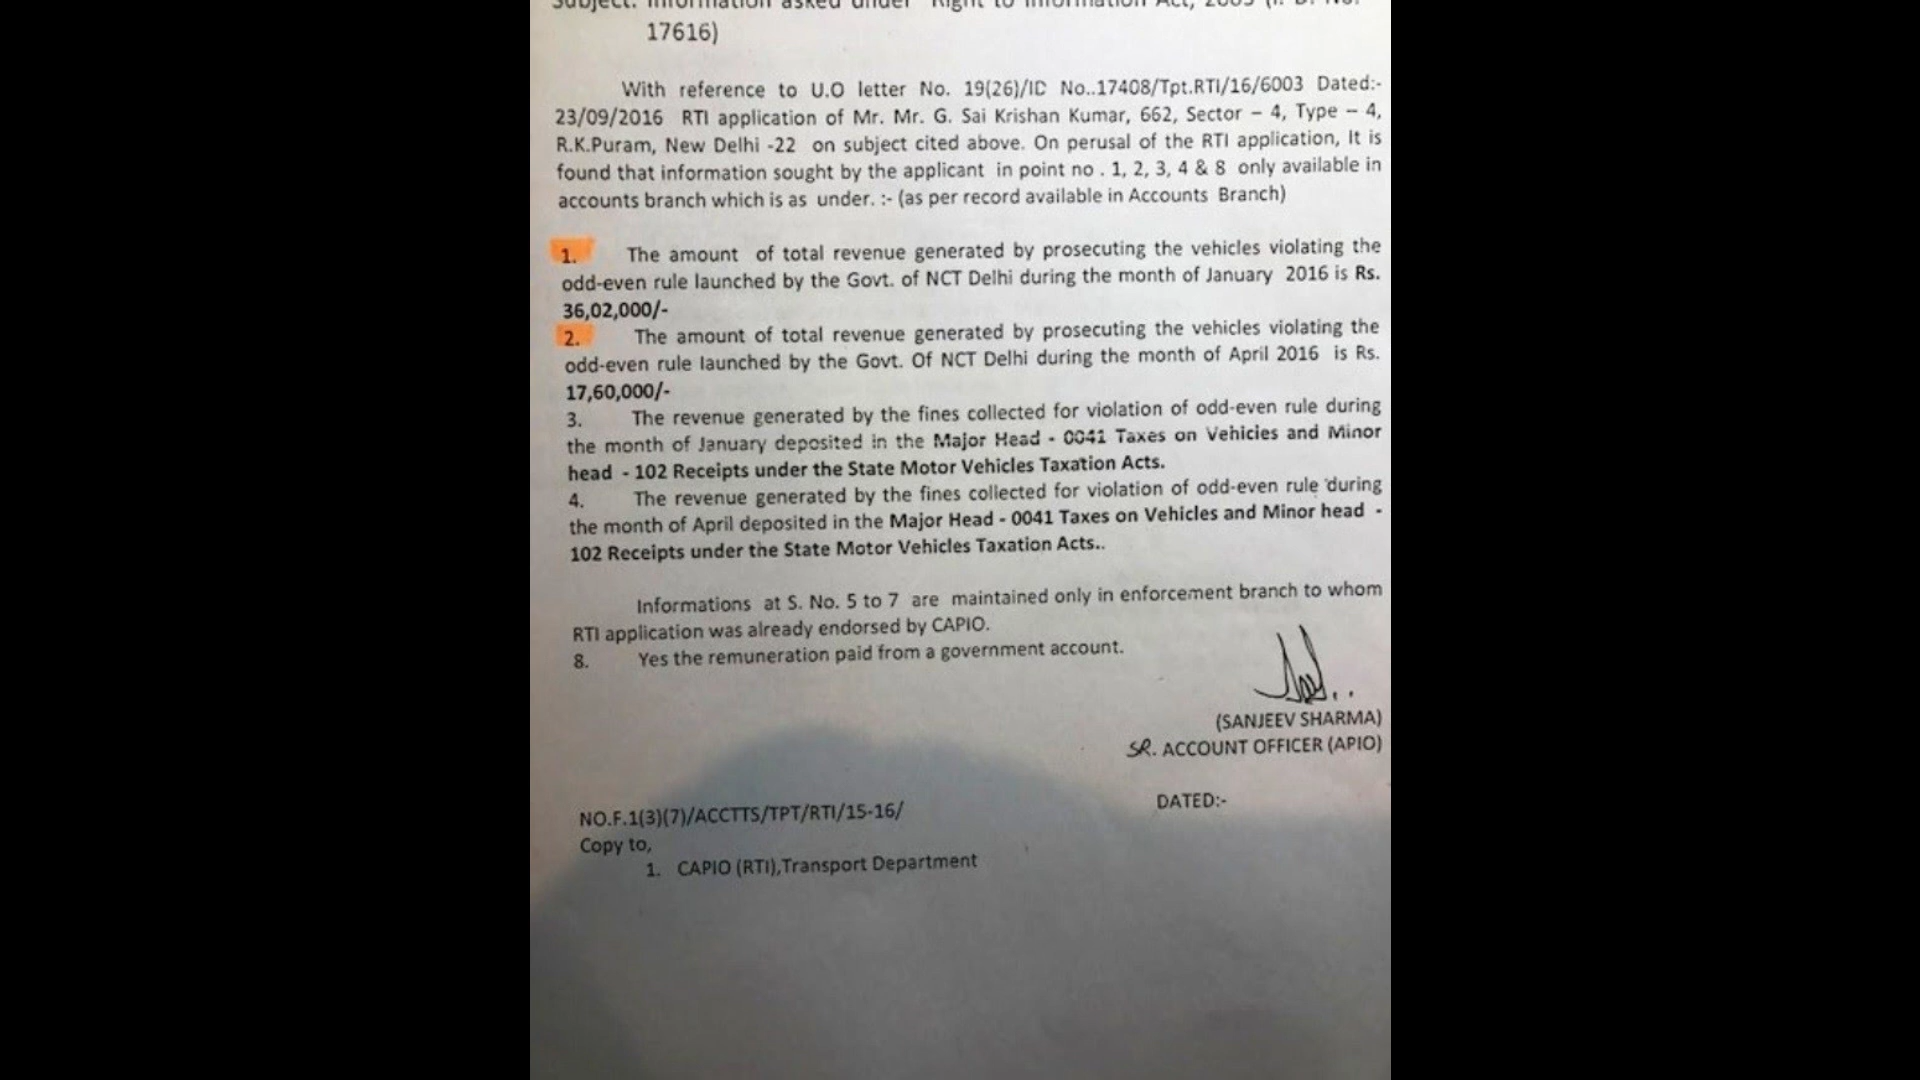 Subject: Information asked under Right to Information Act, 2005 (I. D. No.
17616)
With reference to U.O letter No. 19(26)/ID No..17408/Tpt.RTI/16/6003 Dated:-
23/09/2016 RTI application of Mr. Mr. G. Sai Krishan Kumar, 662, Sector – 4, Type – 4,
R.K.Puram, New Delhi -22 on subject cited above. On perusal of the RTI application, It is
found that information sought by the applicant in point no . 1, 2, 3, 4 & 8 only available in
accounts branch which is as under. :- (as per record available in Accounts Branch)
1. The amount of total revenue generated by prosecuting the vehicles violating the
odd-even rule launched by the Govt. of NCT Delhi during the month of January 2016 is Rs.
36,02,000/-
2. The amount of total revenue generated by prosecuting the vehicles violating the
odd-even rule launched by the Govt. Of NCT Delhi during the month of April 2016 is Rs.
17,60,000/-
3. The revenue generated by the fines collected for violation of odd-even rule during
the month of January deposited in the Major Head - 0041 Taxes on Vehicles and Minor
head - 102 Receipts under the State Motor Vehicles Taxation Acts.
4. The revenue generated by the fines collected for violation of odd-even rule during
the month of April deposited in the Major Head - 0041 Taxes on Vehicles and Minor head -
102 Receipts under the State Motor Vehicles Taxation Acts..
Informations at S. No. 5 to 7 are maintained only in enforcement branch to whom
RTI application was already endorsed by CAPIO.
8. Yes the remuneration paid from a government account.
(SANJEEV SHARMA)
SR. ACCOUNT OFFICER (APIO)
DATED:-
NO.F.1(3)(7)/ACCTTS/TPT/RTI/15-16/
Copy to,
1. CAPIO (RTI),Transport Department